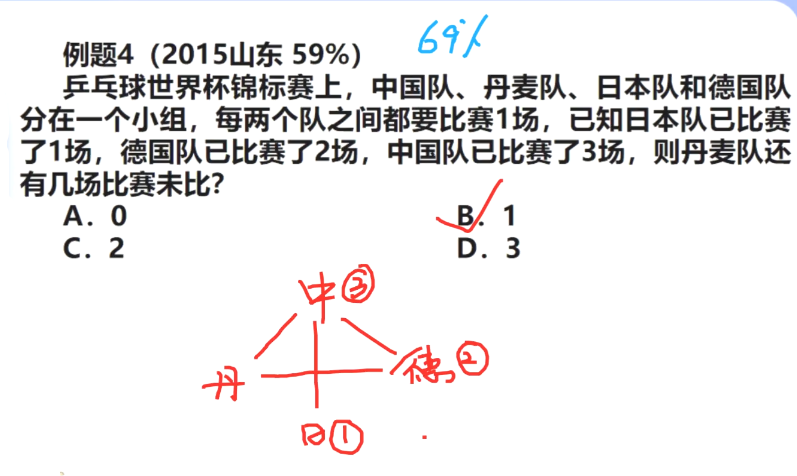 69%
例题4（2015山东 59%）
乒乓球世界杯锦标赛上，中国队、丹麦队、日本队和德国队
分在一个小组，每两个队之间都要比赛1场，已知日本队已比赛
了1场，德国队已比赛了2场，中国队已比赛了3场，则丹麦队还
有几场比赛未比？
A．0 B．1
C．2 D．3
中③
丹 德②
日①